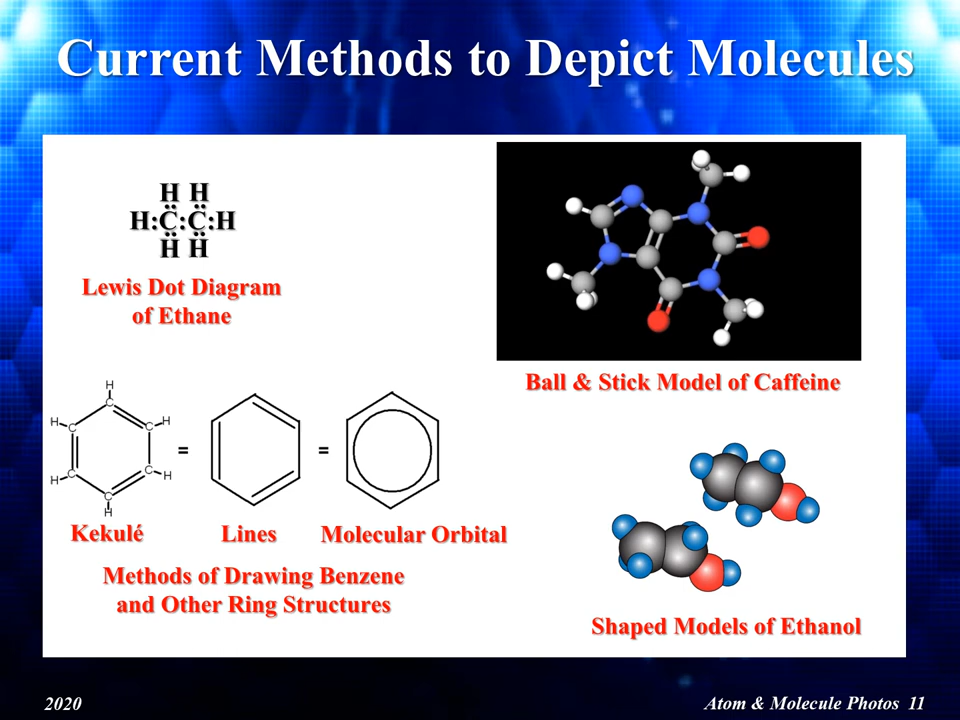 Current Methods to Depict Molecules
H H
H:C:C:H
H H
Lewis Dot Diagram
of Ethane
Ball & Stick Model of Caffeine
H
C
H C C H
H C C H
C
H
= =
Kekulé Lines Molecular Orbital
Methods of Drawing Benzene
and Other Ring Structures
Shaped Models of Ethanol
2020
Atom & Molecule Photos 11